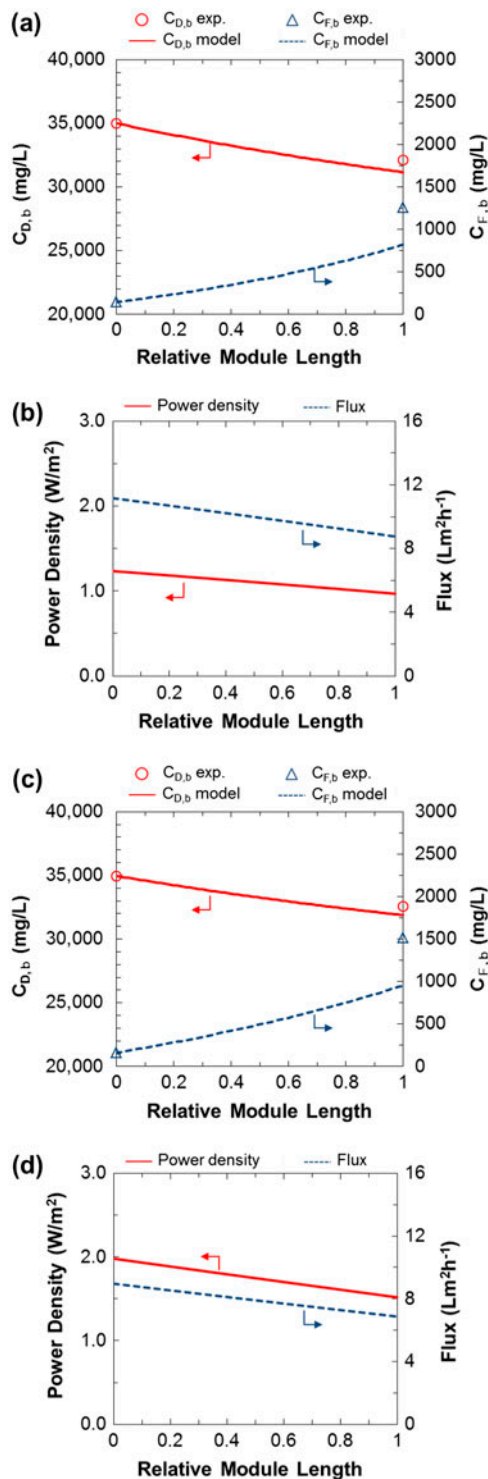 (a)
C_D,b exp. C_F,b exp.
C_D,b model C_F,b model
40,000 3000
2500
35,000
2000
C_D,b (mg/L) 30,000 1500 C_F,b (mg/L)
1000
25,000
500
20,000 0
0 0.2 0.4 0.6 0.8 1
Relative Module Length
(b)
Power density Flux
3.0 16
12
2.0
Power Density (W/m²) 8 Flux (Lm²h⁻¹)
1.0
4
0.0 0
0 0.2 0.4 0.6 0.8 1
Relative Module Length
(c)
C_D,b exp. C_F,b exp.
C_D,b model C_F,b model
40,000 3000
2500
35,000
2000
C_D,b (mg/L) 30,000 1500 C_F,b (mg/L)
1000
25,000
500
20,000 0
0 0.2 0.4 0.6 0.8 1
Relative Module Length
(d)
Power density Flux
3.0 16
12
2.0
Power Density (W/m²) 8 Flux (Lm²h⁻¹)
1.0
4
0.0 0
0 0.2 0.4 0.6 0.8 1
Relative Module Length